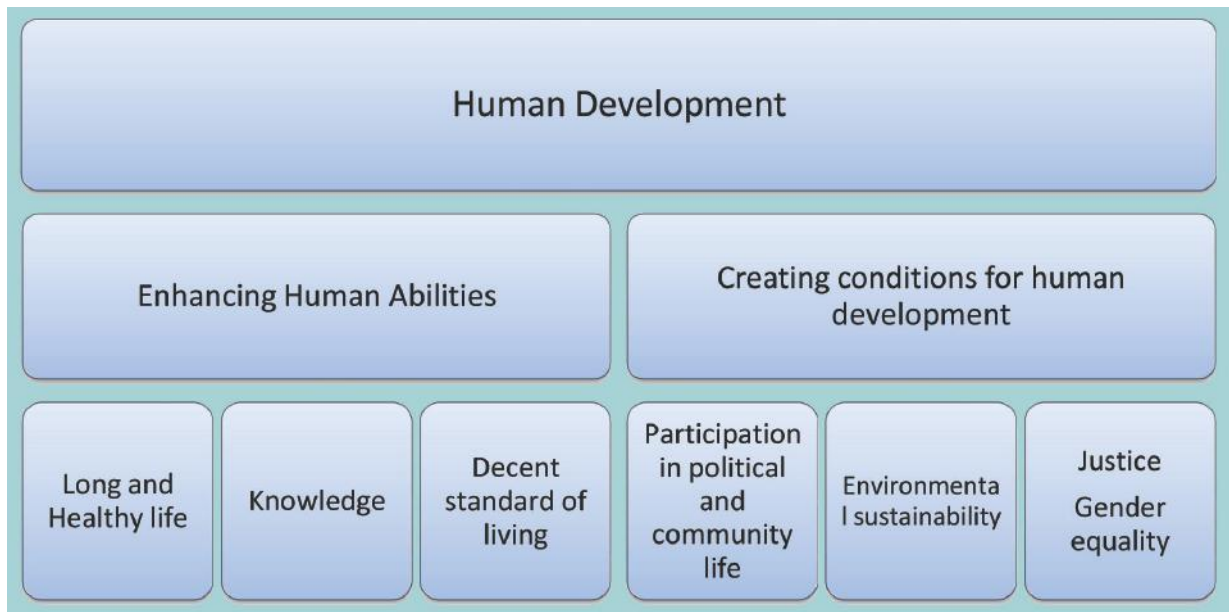 Human Development
Enhancing Human Abilities
Creating conditions for human
development
Long and
Healthy life
Knowledge
Decent
standard of
living
Participation
in political
and
community
life
Environmenta
l sustainability
Justice
Gender
equality